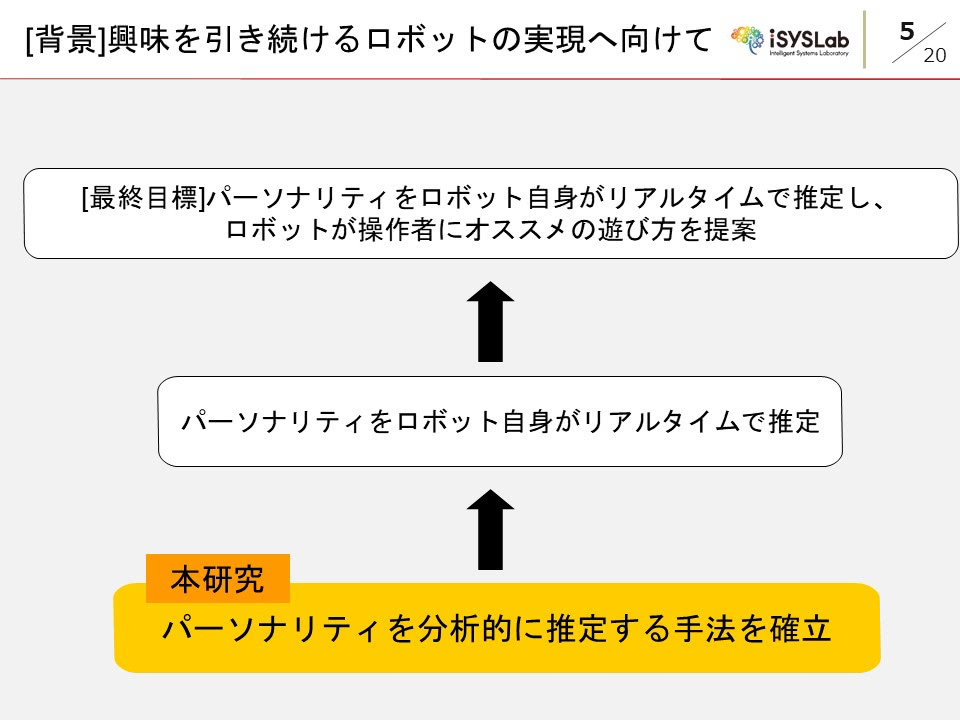 [背景]興味を引き続けるロボットの実現へ向けて
iSYSLab
Intelligent Systems Laboratory
5
20
[最終目標]パーソナリティをロボット自身がリアルタイムで推定し、
ロボットが操作者にオススメの遊び方を提案
パーソナリティをロボット自身がリアルタイムで推定
本研究
パーソナリティを分析的に推定する手法を確立